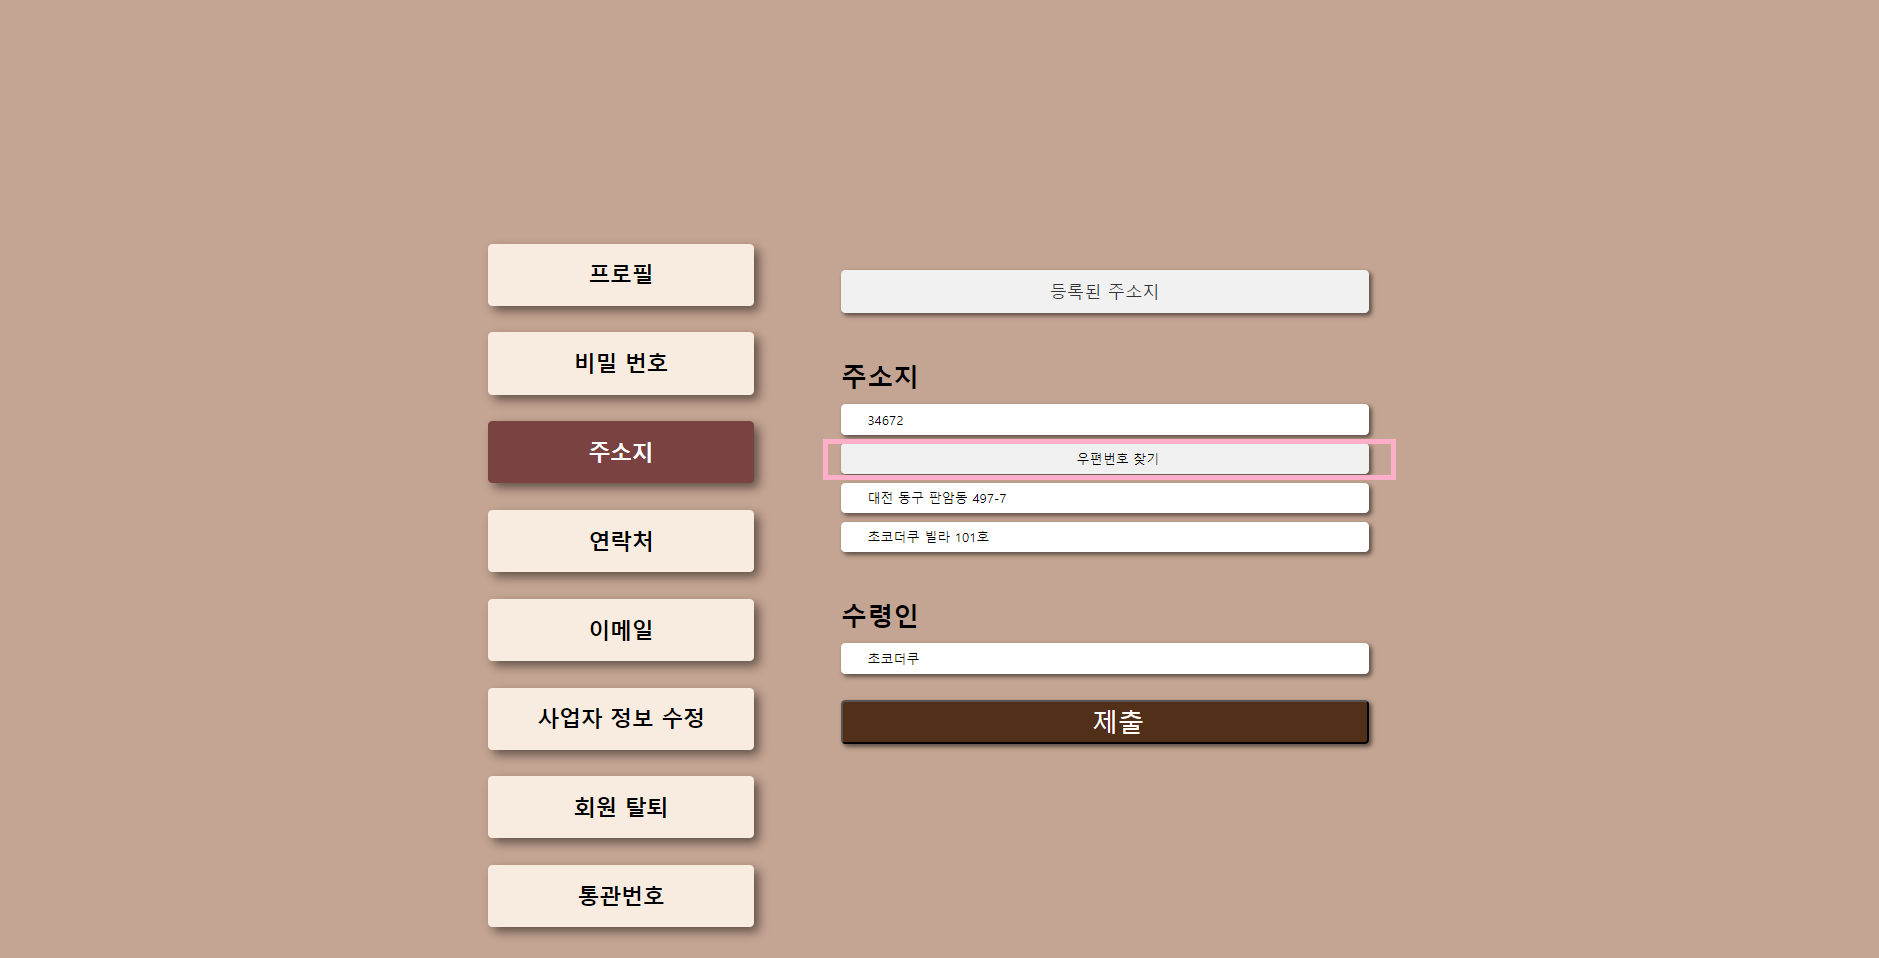 프로필
비밀 번호
주소지
연락처
이메일
사업자 정보 수정
회원 탈퇴
통관번호
등록된 주소지
주소지
34672
우편번호 찾기
대전 동구 판암동 497-7
초코더쿠 빌라 101호
수령인
초코더쿠
제출